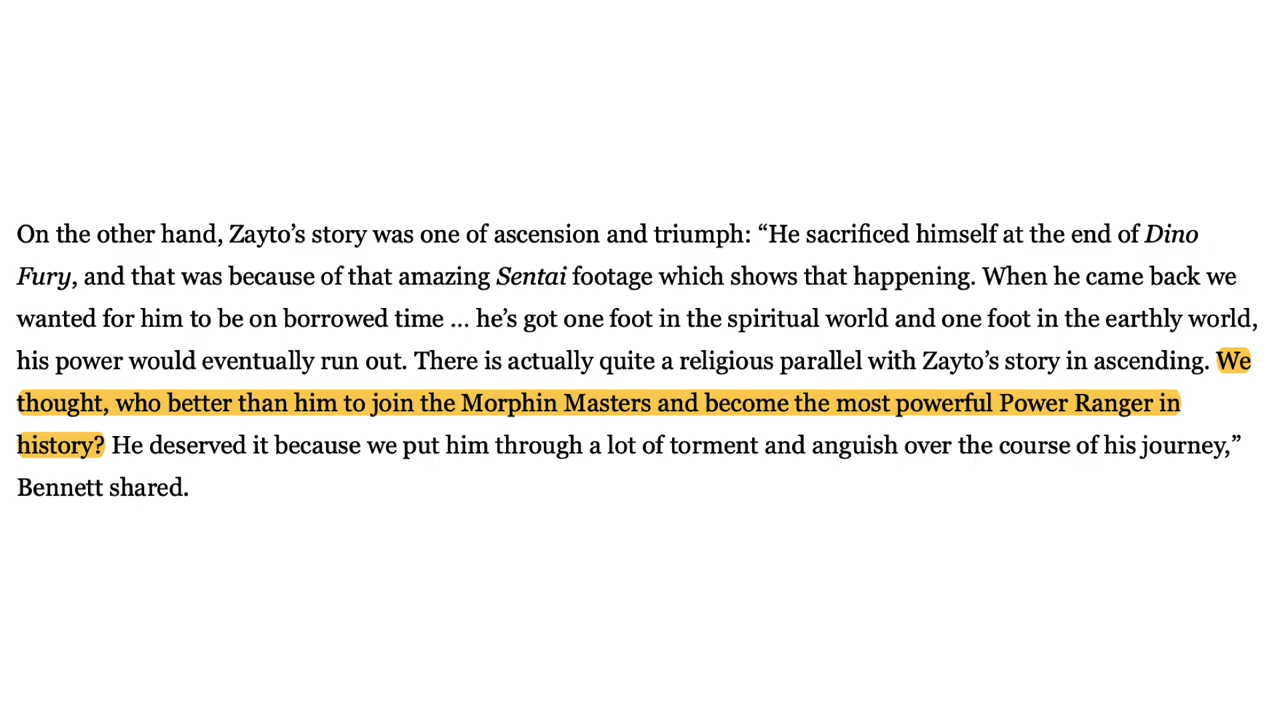 On the other hand, Zayto’s story was one of ascension and triumph: “He sacrificed himself at the end of Dino
Fury, and that was because of that amazing Sentai footage which shows that happening. When he came back we
wanted for him to be on borrowed time ... he’s got one foot in the spiritual world and one foot in the earthly world,
his power would eventually run out. There is actually quite a religious parallel with Zayto’s story in ascending. We
thought, who better than him to join the Morphin Masters and become the most powerful Power Ranger in
history? He deserved it because we put him through a lot of torment and anguish over the course of his journey,”
Bennett shared.